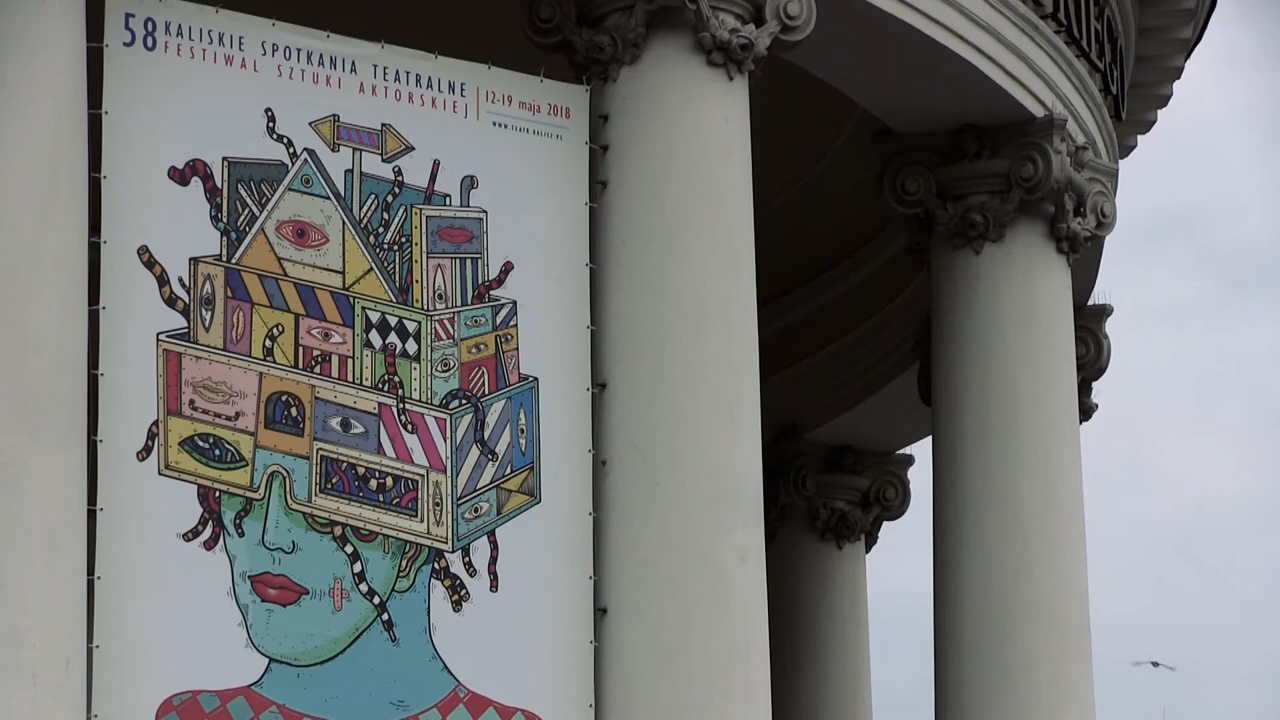 58 KALISKIE SPOTKANIA TEATRALNE
FESTIWAL SZTUKI AKTORSKIEJ
12-19 maja 2018
WWW.TEATR.KALISZ.PL